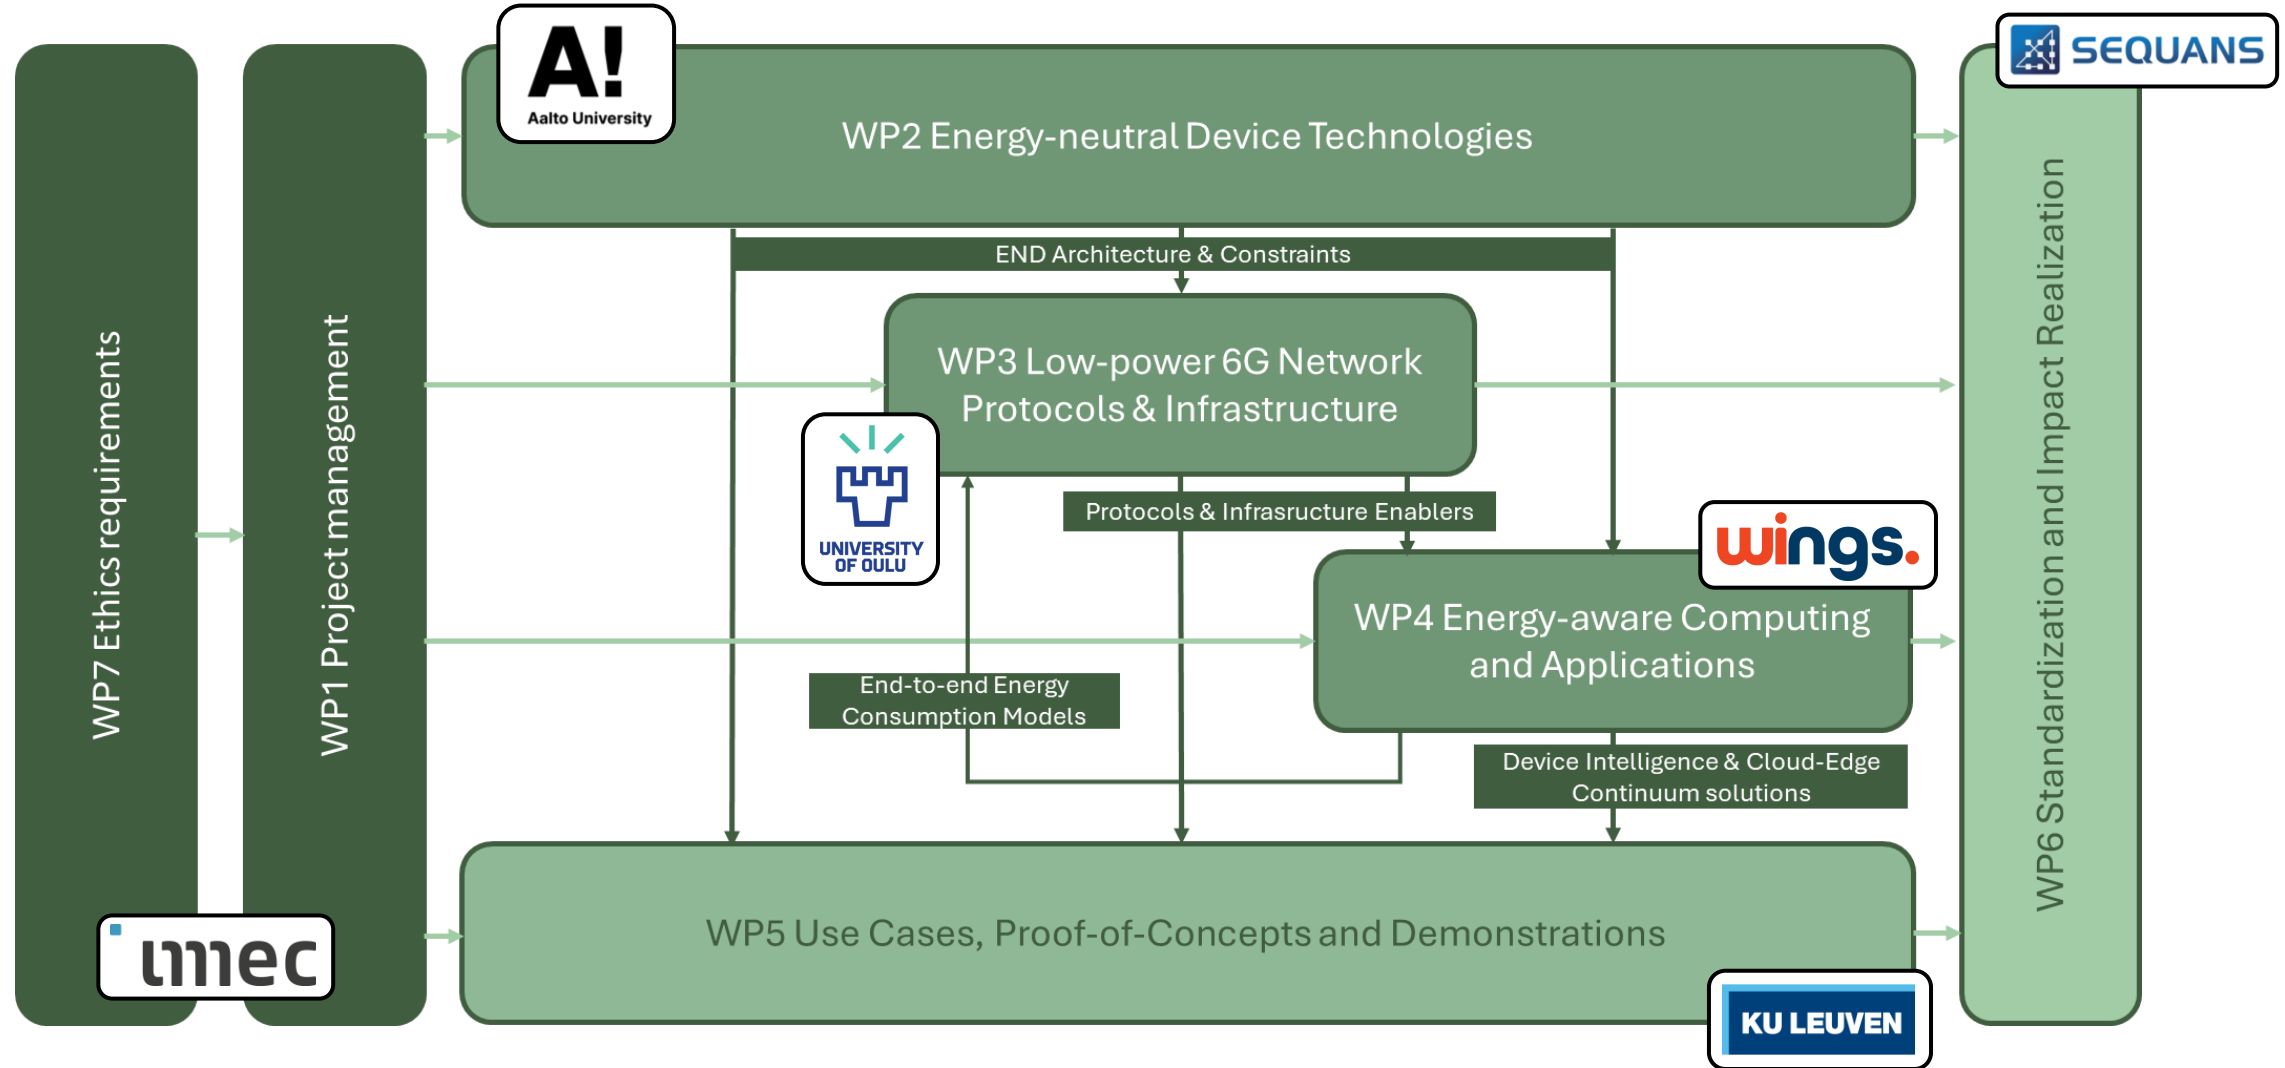 WP7 Ethics requirements
WP1 Project management
A!
Aalto University
WP2 Energy-neutral Device Technologies
SEQUANS
END Architecture & Constraints
WP3 Low-power 6G Network
Protocols & Infrastructure
UNIVERSITY
OF OULU
Protocols & Infrasructure Enablers
wings.
WP4 Energy-aware Computing
and Applications
End-to-end Energy
Consumption Models
Device Intelligence & Cloud-Edge
Continuum solutions
WP5 Use Cases, Proof-of-Concepts and Demonstrations
WP6 Standardization and Impact Realization
imec
KU LEUVEN